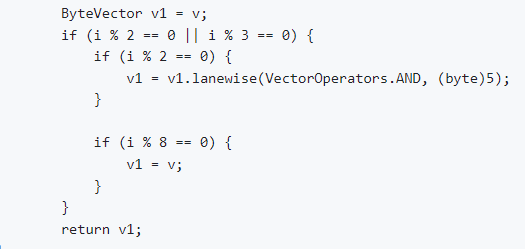 ByteVector v1 = v;
if (i % 2 == 0 || i % 3 == 0) {
    if (i % 2 == 0) {
        v1 = v1.lanewise(VectorOperators.AND, (byte)5);
    }

    if (i % 8 == 0) {
        v1 = v;
    }
}
return v1;